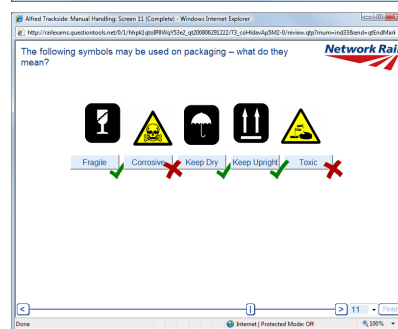 Alfred Trackside: Manual Handling: Screen 11 (Complete) - Windows Internet Explorer
The following symbols may be used on packaging – what do they
mean?
Network Rail
Fragile Corrosive Keep Dry Keep Upright Toxic
< > 11 Finish
Done Internet | Protected Mode: Off 100%